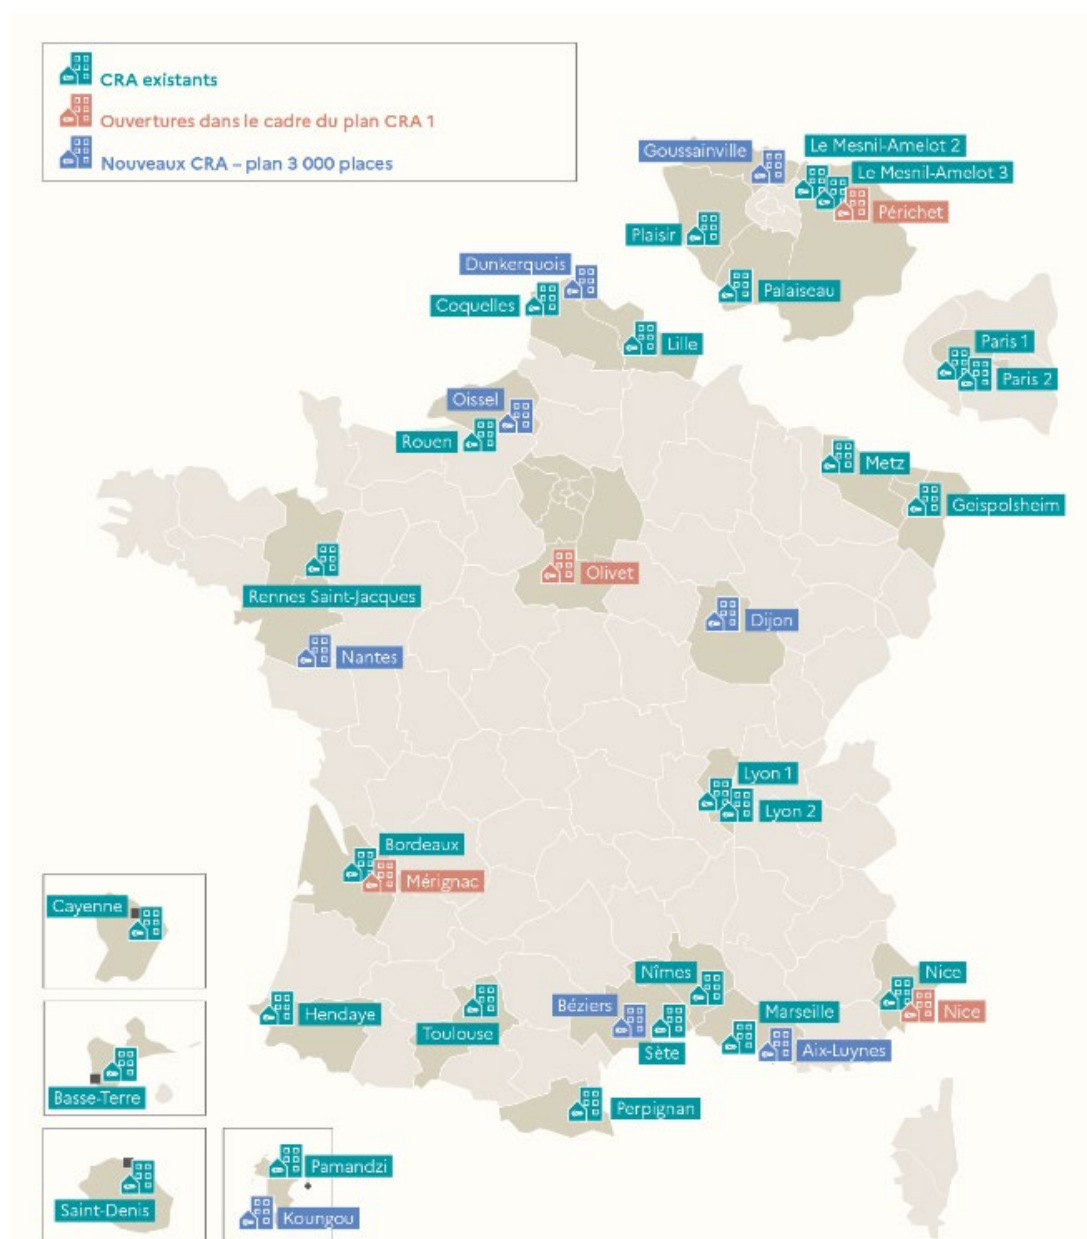 CRA existants
Ouvertures dans le cadre du plan CRA 1
Nouveaux CRA – plan 3 000 places
Goussainville
Le Mesnil-Amelot 2
Le Mesnil-Amelot 3
Périchet
Plaisir
Palaiseau
Dunkerquois
Coquelles
Lille
Paris 1
Paris 2
Oissel
Rouen
Metz
Geispolsheim
Olivet
Rennes Saint-Jacques
Dijon
Nantes
Lyon 1
Lyon 2
Bordeaux
Mérignac
Cayenne
Nîmes
Nice
Béziers
Marseille
Nice
Hendaye
Toulouse
Sète
Aix-Luynes
Basse-Terre
Perpignan
Pamandzi
Saint-Denis
Koungou